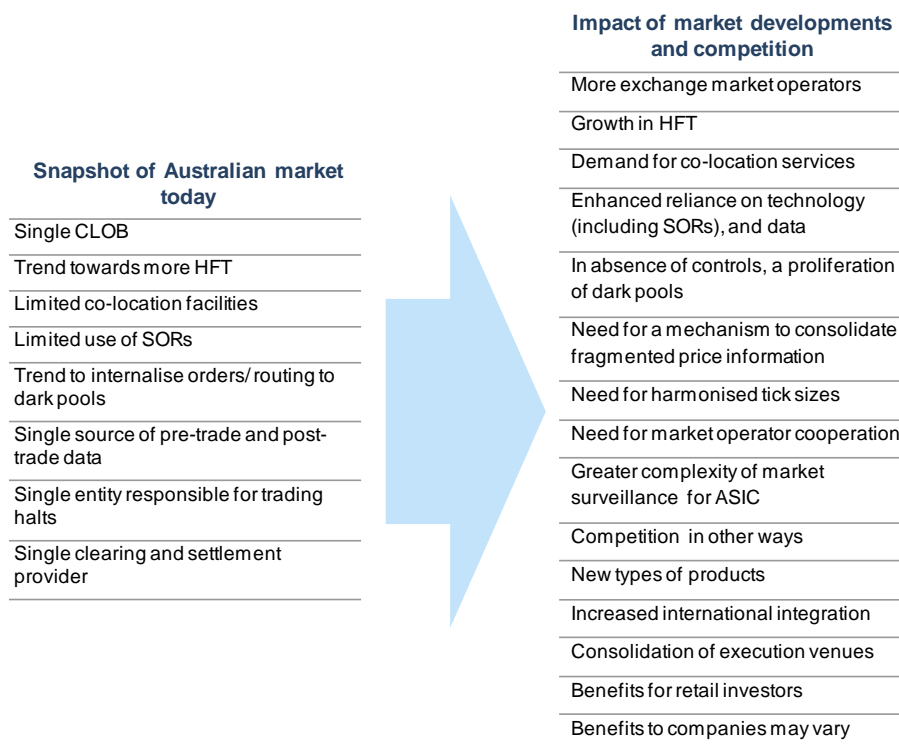 Snapshot of Australian market
today
Single CLOB
Trend towards more HFT
Limited co-location facilities
Limited use of SORs
Trend to internalise orders/ routing to
dark pools
Single source of pre-trade and post-
trade data
Single entity responsible for trading
halts
Single clearing and settlement
provider
Impact of market developments
and competition
More exchange market operators
Growth in HFT
Demand for co-location services
Enhanced reliance on technology
(including SORs), and data
In absence of controls, a proliferation
of dark pools
Need for a mechanism to consolidate
fragmented price information
Need for harmonised tick sizes
Need for market operator cooperation
Greater complexity of market
surveillance for ASIC
Competition in other ways
New types of products
Increased international integration
Consolidation of execution venues
Benefits for retail investors
Benefits to companies may vary